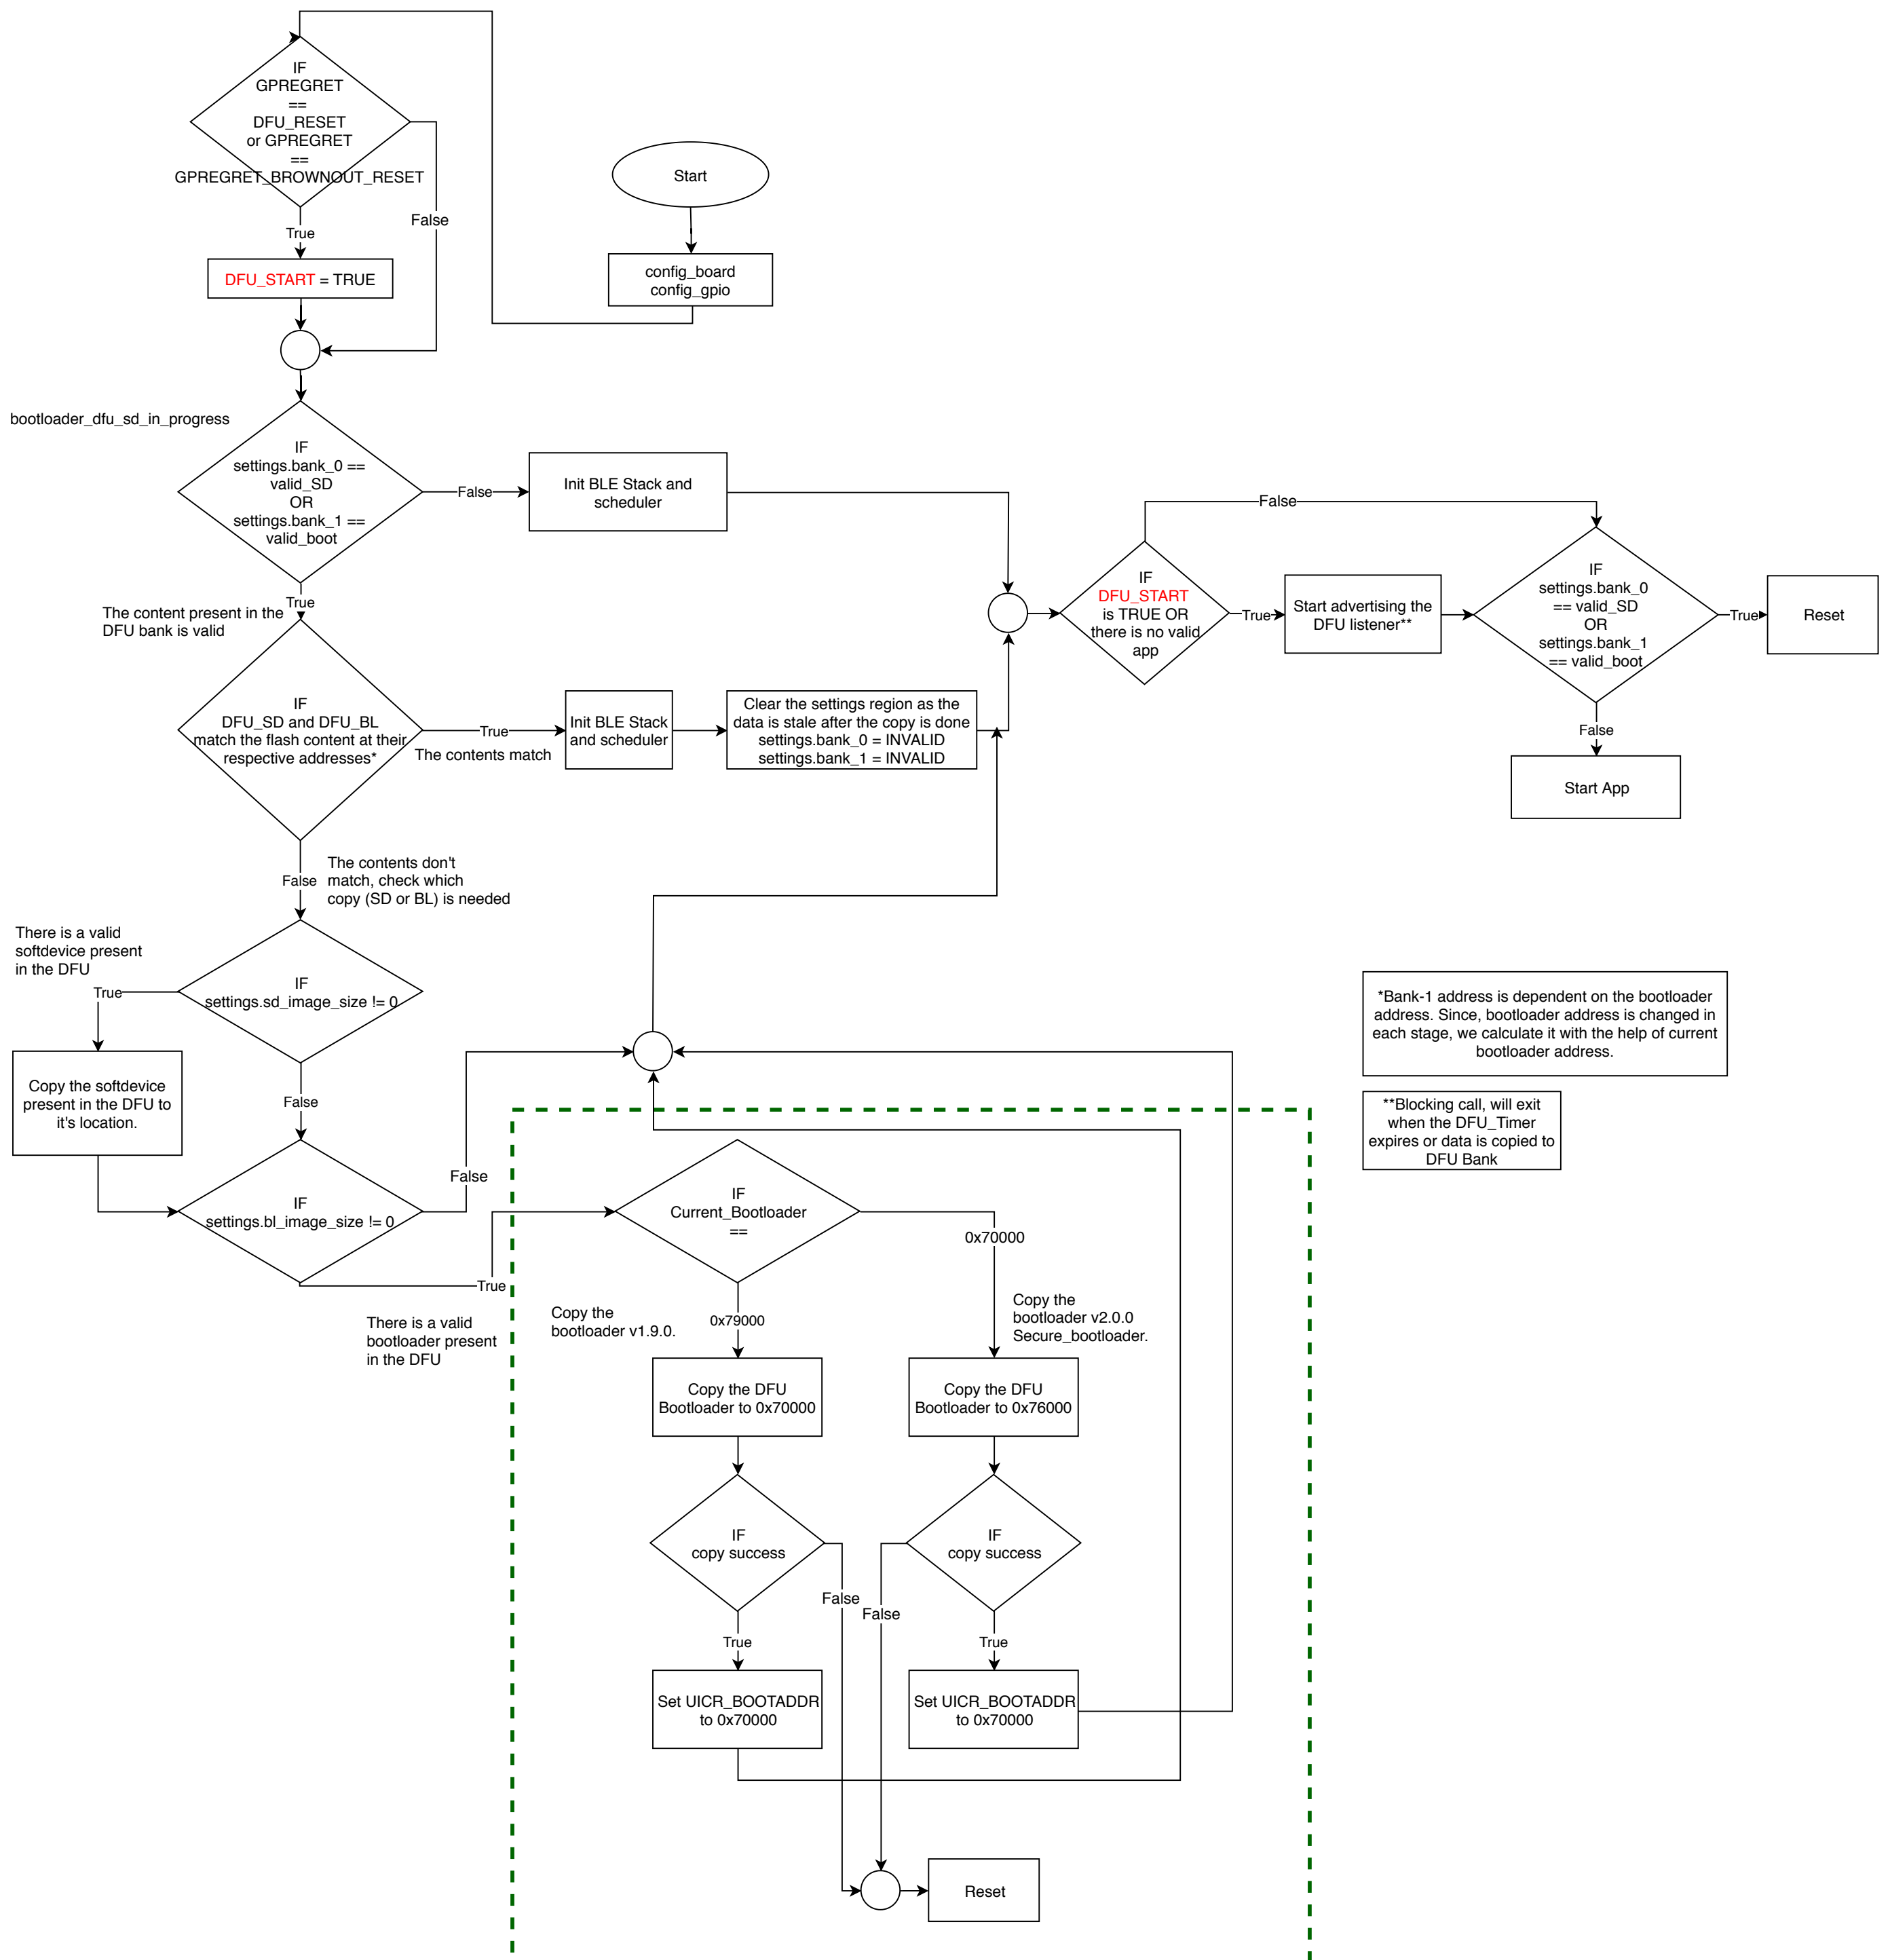 IF
GPREGRET
==
DFU_RESET
or GPREGRET
==
GPREGRET_BROWNOUT_RESET
False
True
DFU_START = TRUE
Start
config_board
config_gpio
bootloader_dfu_sd_in_progress
IF
settings.bank_0 ==
valid_SD
OR
settings.bank_1 ==
valid_boot
False
Init BLE Stack and
scheduler
True
The content present in the
DFU bank is valid
IF
DFU_SD and DFU_BL
match the flash content at their
respective addresses*
True
The contents match
Init BLE Stack
and scheduler
Clear the settings region as the
data is stale after the copy is done
settings.bank_0 = INVALID
settings.bank_1 = INVALID
False
IF
DFU_START
is TRUE OR
there is no valid
app
True
Start advertising the
DFU listener**
IF
settings.bank_0
== valid_SD
OR
settings.bank_1
== valid_boot
True
Reset
False
Start App
False
The contents don't
match, check which
copy (SD or BL) is needed
There is a valid
softdevice present
in the DFU
True
IF
settings.sd_image_size != 0
Copy the softdevice
present in the DFU to
it's location.
False
IF
settings.bl_image_size != 0
False
True
There is a valid
bootloader present
in the DFU
*Bank-1 address is dependent on the bootloader
address. Since, bootloader address is changed in
each stage, we calculate it with the help of current
bootloader address.
**Blocking call, will exit
when the DFU_Timer
expires or data is copied to
DFU Bank
IF
Current_Bootloader
==
0x70000
0x79000
Copy the
bootloader v1.9.0.
Copy the
bootloader v2.0.0
Secure_bootloader.
Copy the DFU
Bootloader to 0x70000
Copy the DFU
Bootloader to 0x76000
IF
copy success
IF
copy success
False
False
True
True
Set UICR_BOOTADDR
to 0x70000
Set UICR_BOOTADDR
to 0x70000
Reset